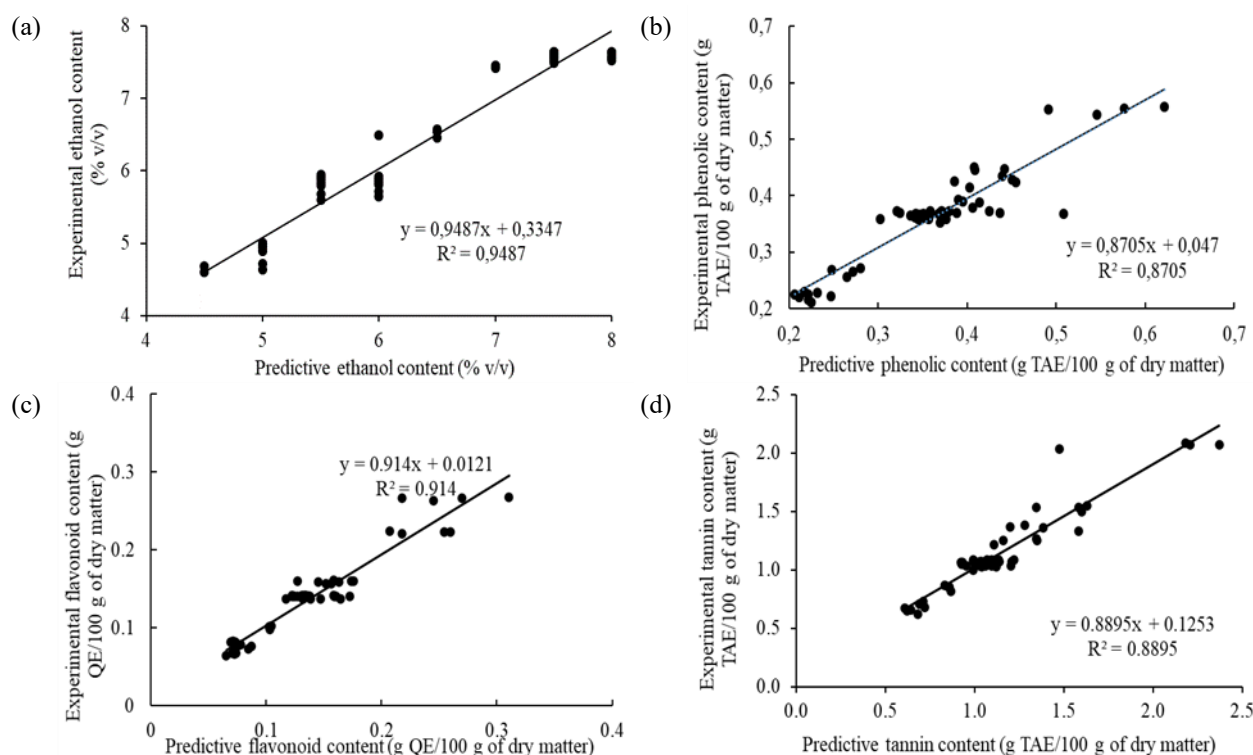 (a)
Experimental ethanol content
(% v/v)
8
7
6
5
4
y = 0,9487x + 0,3347
R² = 0,9487
4
5
6
7
8
Predictive ethanol content (% v/v)
(b)
Experimental phenolic content (g
TAE/100 g of dry matter)
0,7
0,6
0,5
0,4
0,3
0,2
y = 0,8705x + 0,047
R² = 0,8705
0,2
0,3
0,4
0,5
0,6
0,7
Predictive phenolic content (g TAE/100 g of dry matter)
(c)
Experimental flavonoid content (g
QE/100 g of dry matter)
0.4
0.3
0.2
0.1
0
y = 0.914x + 0.0121
R² = 0.914
0
0.1
0.2
0.3
0.4
Predictive flavonoid content (g QE/100 g of dry matter)
(d)
Experimental tannin content (g
TAE/100 g of dry matter)
2.5
2.0
1.5
1.0
0.5
0.0
y = 0.8895x + 0.1253
R² = 0.8895
0.0
0.5
1.0
1.5
2.0
2.5
Predictive tannin content (g TAE/100 g of dry matter)